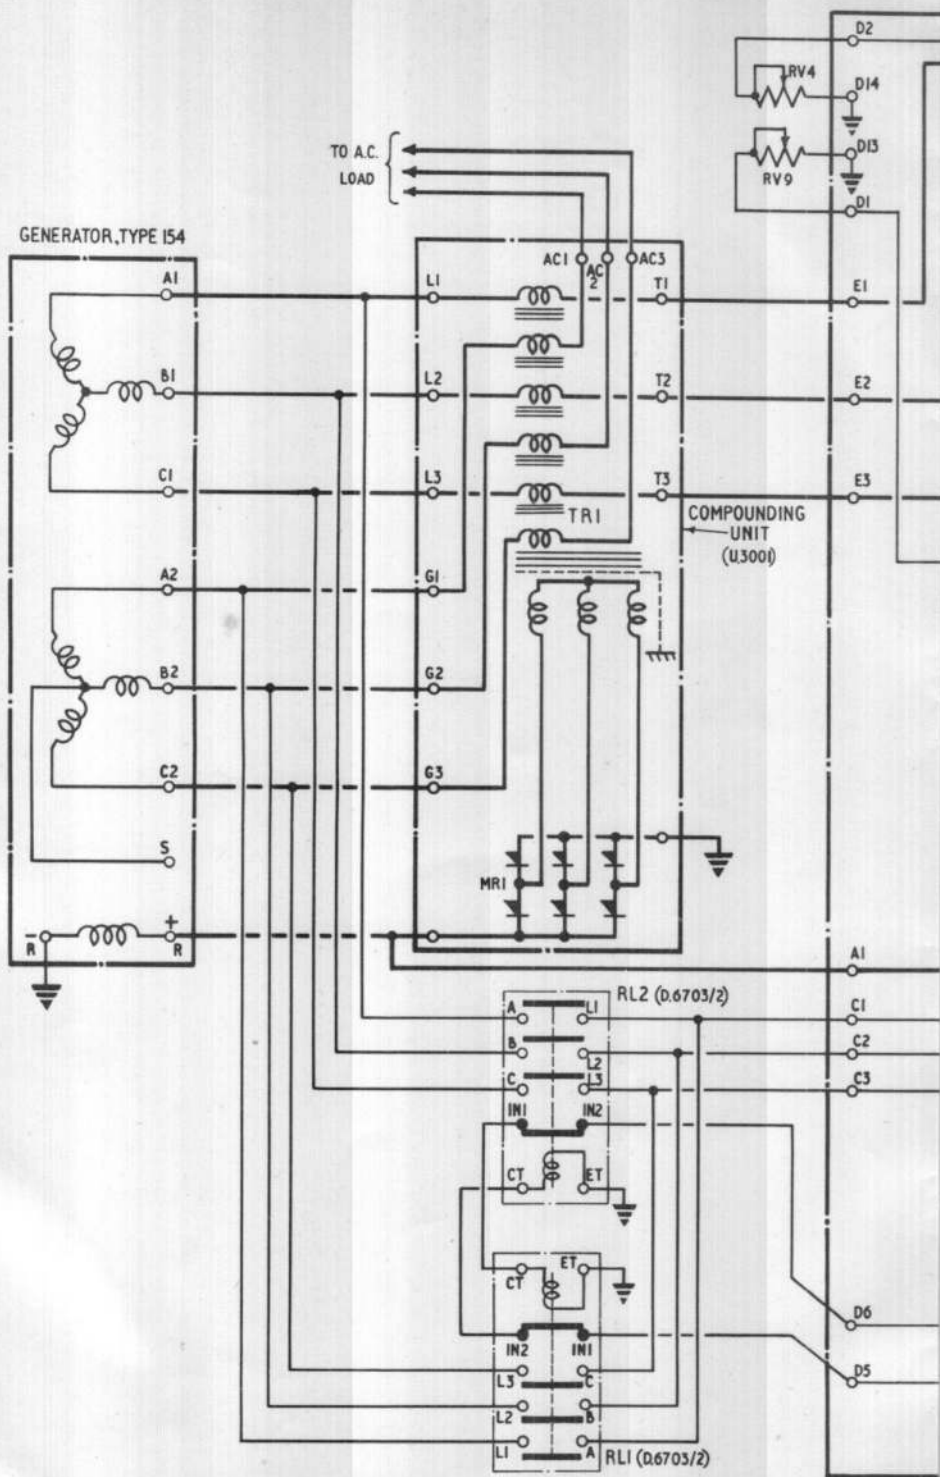 D2
RV4
D14
TO A.C.
LOAD
D13
RV9
D1
GENERATOR, TYPE 154
A1
L1
AC1
AC
2
AC3
T1
E1
B1
L2
T2
E2
C1
L3
T3
E3
TR1
COMPOUNDING
UNIT
(U.3001)
A2
G1
B2
G2
C2
G3
S
MR1
- +
R R
A1
RL2 (D.6703/2)
A L1
C1
B L2
C2
C L3
C3
IN1 IN2
CT ET
CT ET
D6
IN2 IN1
D5
L3 C
L2 B
L1 A
RL1 (D.6703/2)